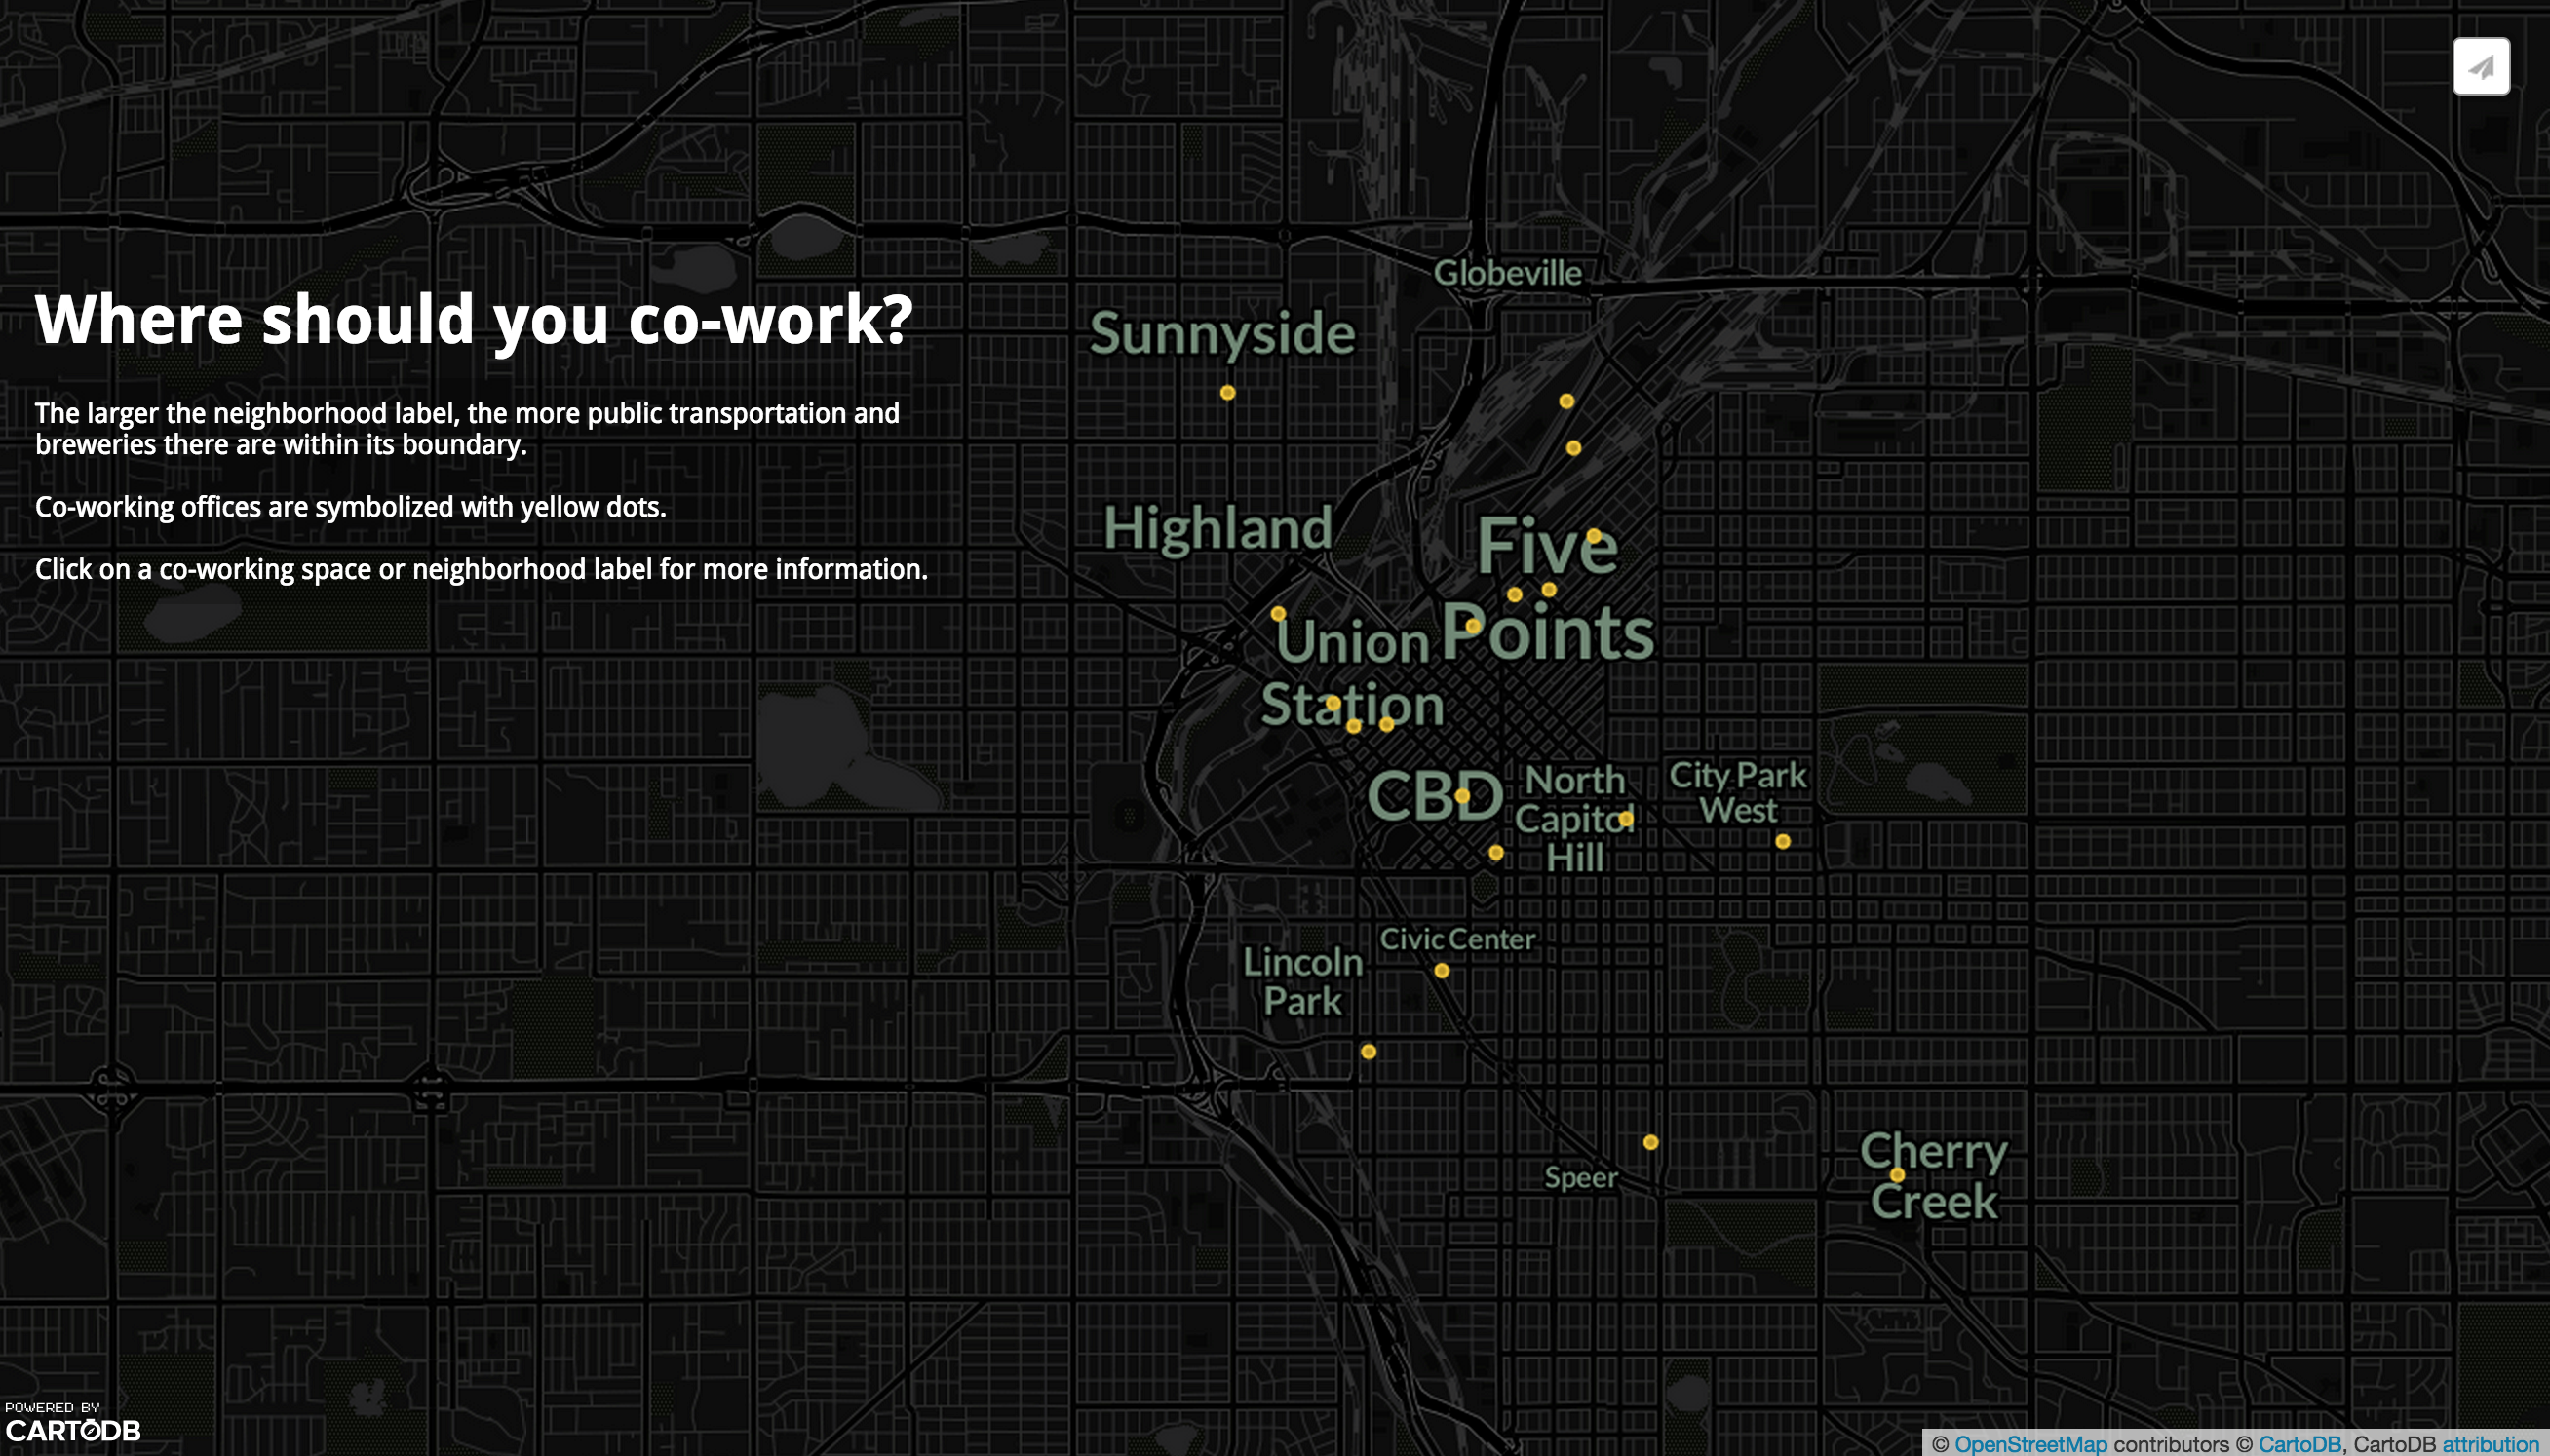 Where should you co-work?
The larger the neighborhood label, the more public transportation and
breweries there are within its boundary.
Co-working offices are symbolized with yellow dots.
Click on a co-working space or neighborhood label for more information.
Globeville
Sunnyside
Highland
Five
Points
Union
Station
CBD
North
Capitol
Hill
City Park
West
Civic Center
Lincoln
Park
Speer
Cherry
Creek
POWERED BY
CARTODB
© OpenStreetMap contributors © CartoDB, CartoDB attribution